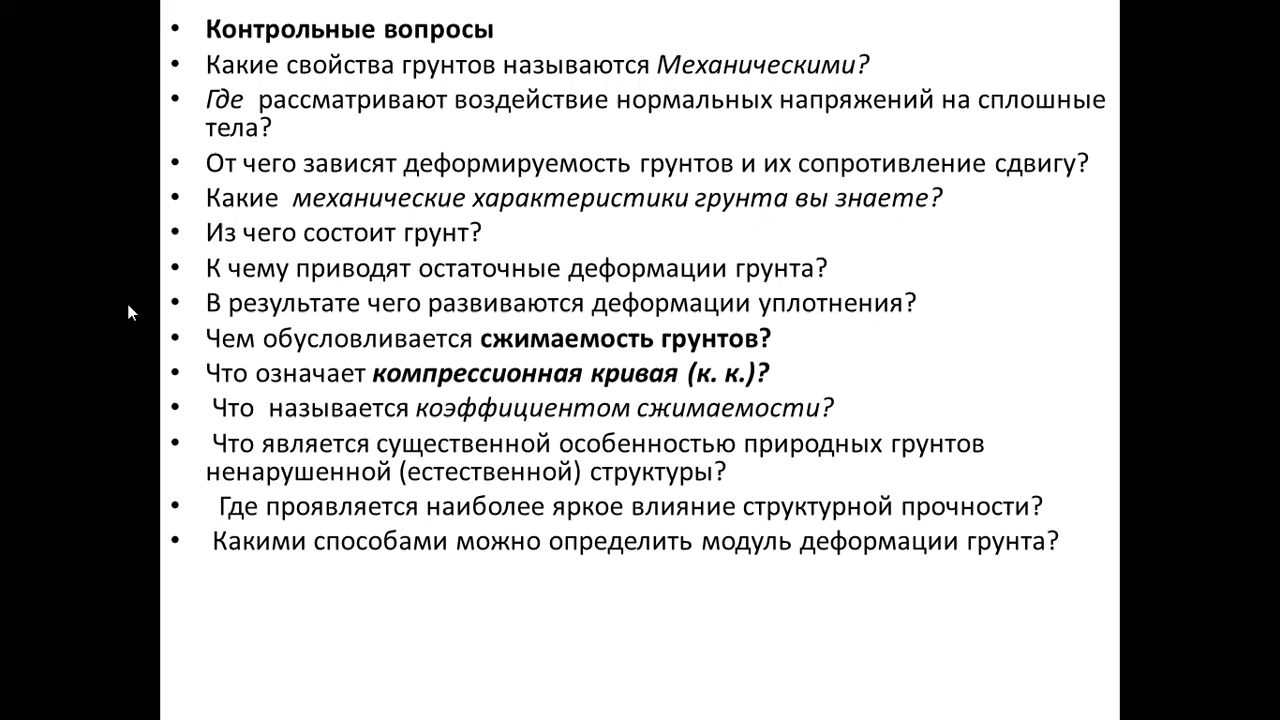 • Контрольные вопросы
• Какие свойства грунтов называются Механическими?
• Где рассматривают воздействие нормальных напряжений на сплошные
тела?
• От чего зависят деформируемость грунтов и их сопротивление сдвигу?
• Какие механические характеристики грунта вы знаете?
• Из чего состоит грунт?
• К чему приводят остаточные деформации грунта?
• В результате чего развиваются деформации уплотнения?
• Чем обусловливается сжимаемость грунтов?
• Что означает компрессионная кривая (к. к.)?
• Что называется коэффициентом сжимаемости?
• Что является существенной особенностью природных грунтов
ненарушенной (естественной) структуры?
• Где проявляется наиболее яркое влияние структурной прочности?
• Какими способами можно определить модуль деформации грунта?